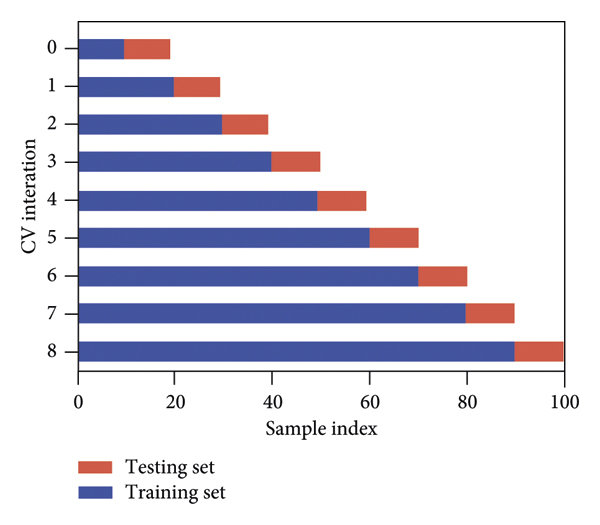 0
1
2
3
4
5
6
7
8
CV interation
0 20 40 60 80 100
Sample index
Testing set
Training set